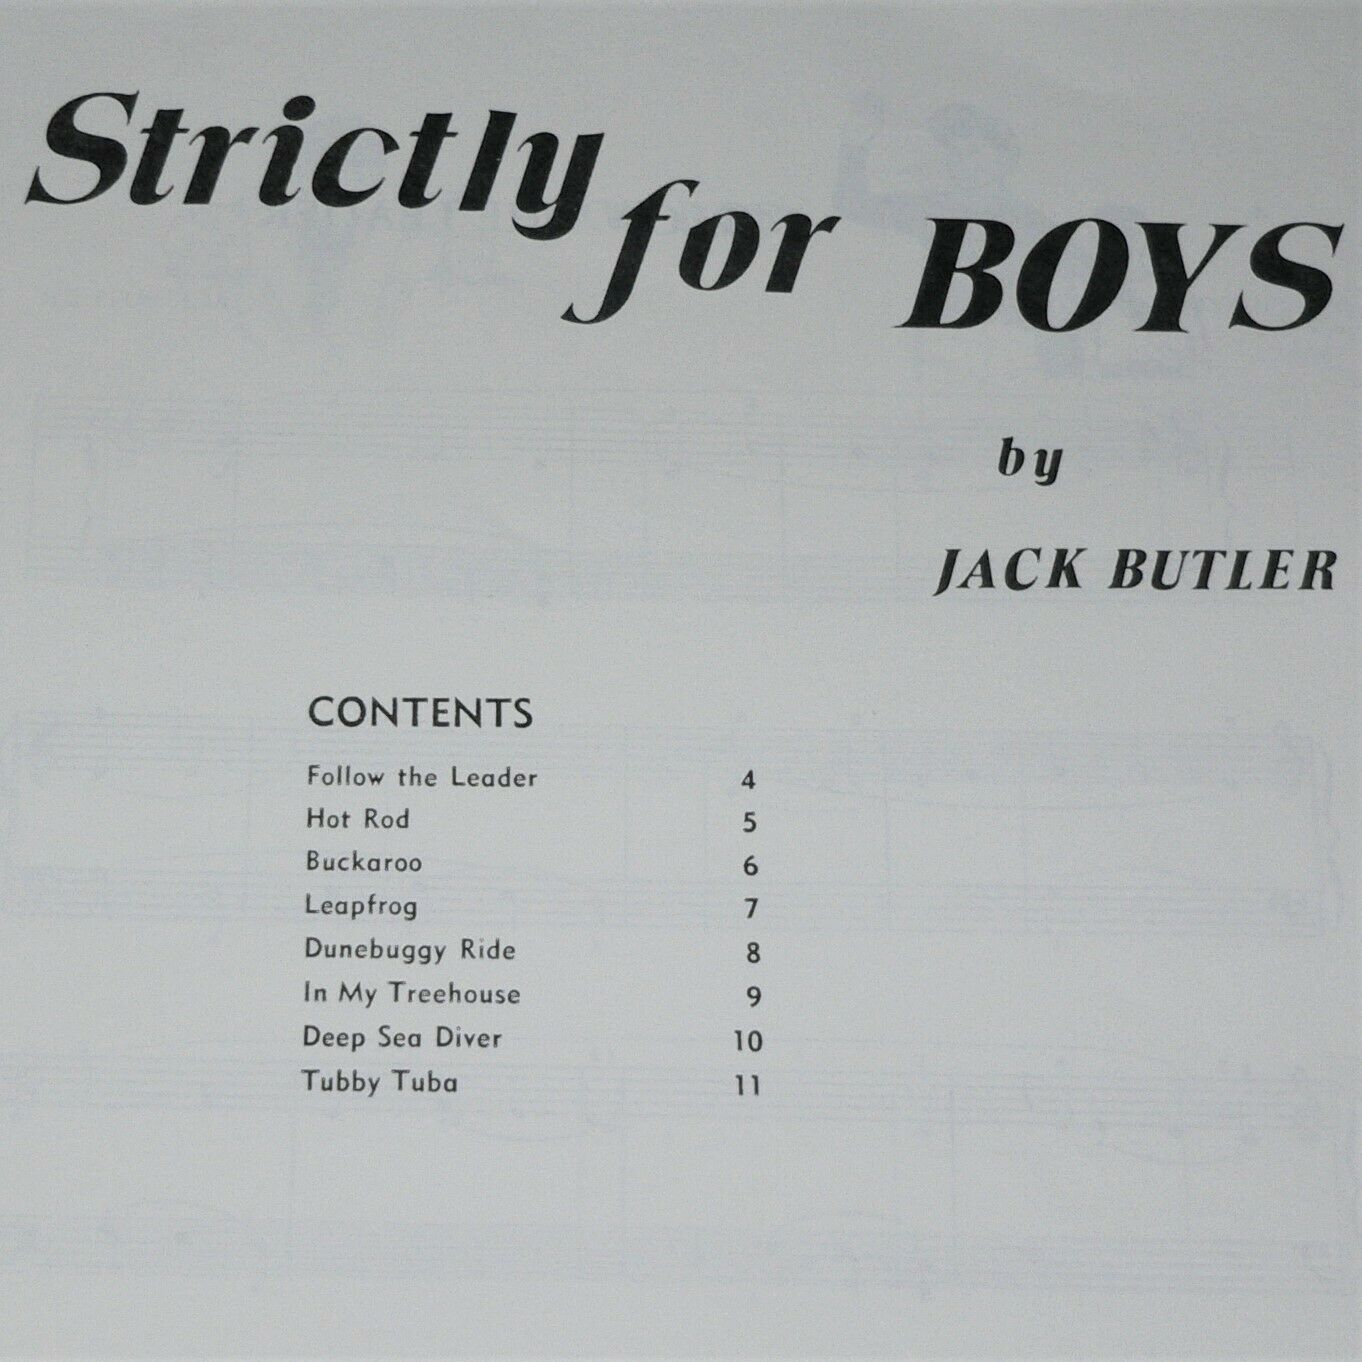 Strictly for BOYS
by
JACK BUTLER
CONTENTS
Follow the Leader 4
Hot Rod 5
Buckaroo 6
Leapfrog 7
Dunebuggy Ride 8
In My Treehouse 9
Deep Sea Diver 10
Tubby Tuba 11